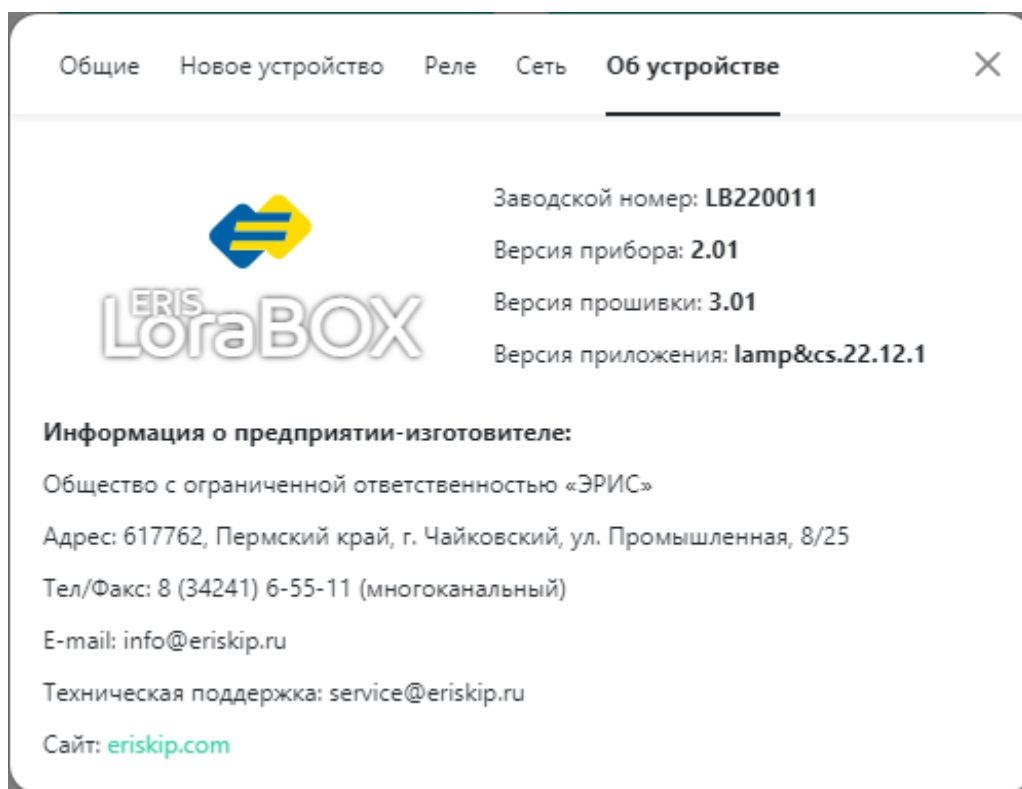 Общие Новое устройство Реле Сеть Об устройстве
ERIS
LoraBOX
Заводской номер: LB220011
Версия прибора: 2.01
Версия прошивки: 3.01
Версия приложения: lamp&cs.22.12.1
Информация о предприятии-изготовителе:
Общество с ограниченной ответственностью «ЭРИС»
Адрес: 617762, Пермский край, г. Чайковский, ул. Промышленная, 8/25
Тел/Факс: 8 (34241) 6-55-11 (многоканальный)
E-mail: info@eriskip.ru
Техническая поддержка: service@eriskip.ru
Сайт: eriskip.com